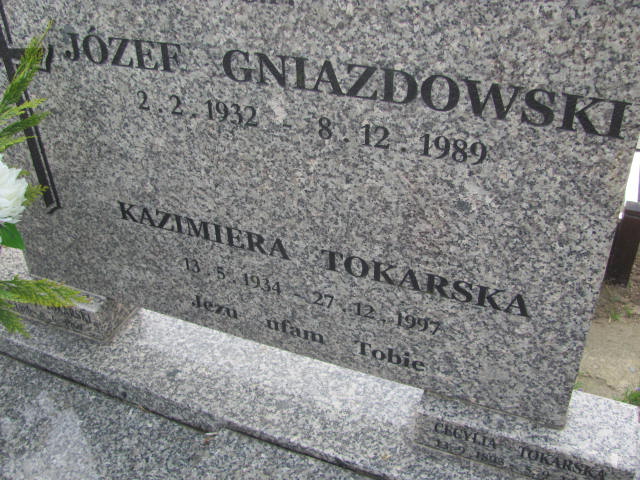 JÓZEF GNIAZDOWSKI
2.2.1932 - 8.12.1989
KAZIMIERA TOKARSKA
13.5.1934 - 27.12.1997
Jezu ufam Tobie
CECYLIA TOKARSKA